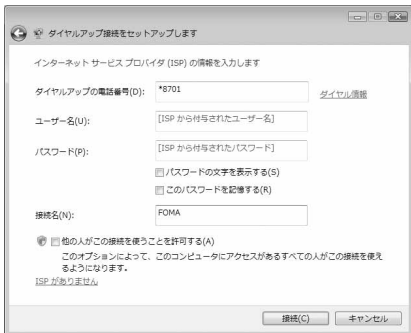 ダイヤルアップ接続をセットアップします
インターネット サービス プロバイダ (ISP) の情報を入力します
ダイヤルアップの電話番号(D): *8701 ダイヤル情報
ユーザー名(U): [ISP から付与されたユーザー名]
パスワード(P): [ISP から付与されたパスワード]
パスワードの文字を表示する(S)
このパスワードを記憶する(R)
接続名(N): FOMA
他の人がこの接続を使うことを許可する(A)
このオプションによって、このコンピュータにアクセスがあるすべての人がこの接続を使え
るようになります。
ISP がありません
接続(C) キャンセル